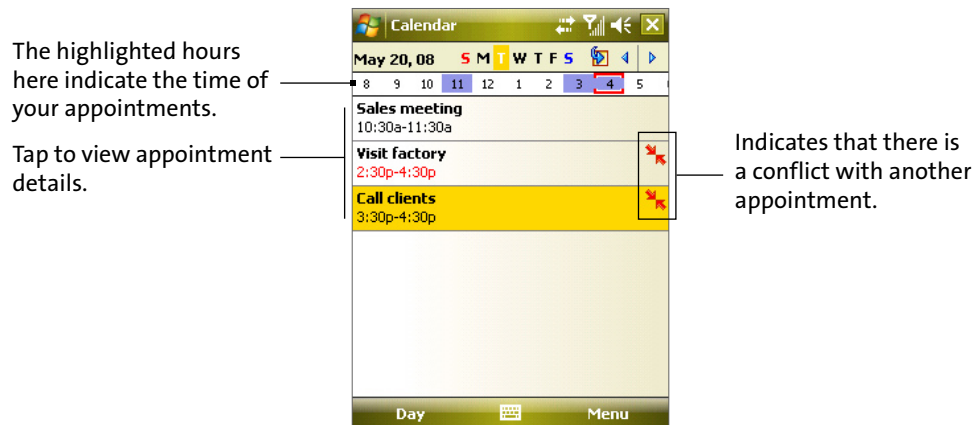 Calendar
May 20, 08 S M T W T F S
8 9 10 11 12 1 2 3 4 5
Sales meeting
10:30a-11:30a
Visit factory
2:30p-4:30p
Call clients
3:30p-4:30p
Day Menu
The highlighted hours
here indicate the time of
your appointments.
Tap to view appointment
details.
Indicates that there is
a conflict with another
appointment.